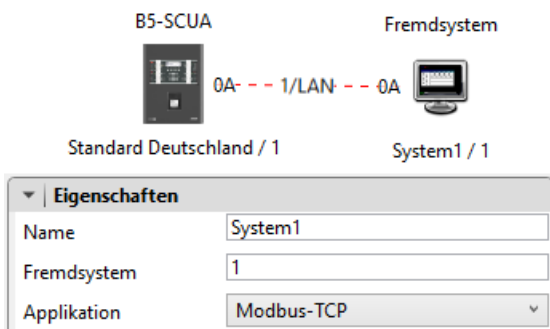 B5-SCUA
Fremdsystem
0A - - - 1/LAN - - - 0A
Standard Deutschland / 1
System1 / 1
Eigenschaften
Name System1
Fremdsystem 1
Applikation Modbus-TCP